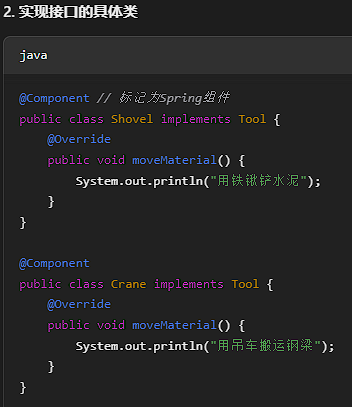 2. 实现接口的具体类
java
@Component // 标记为Spring组件
public class Shovel implements Tool {
    @Override
    public void moveMaterial() {
        System.out.println("用铁锹铲水泥");
    }
}
@Component
public class Crane implements Tool {
    @Override
    public void moveMaterial() {
        System.out.println("用吊车搬运钢梁");
    }
}